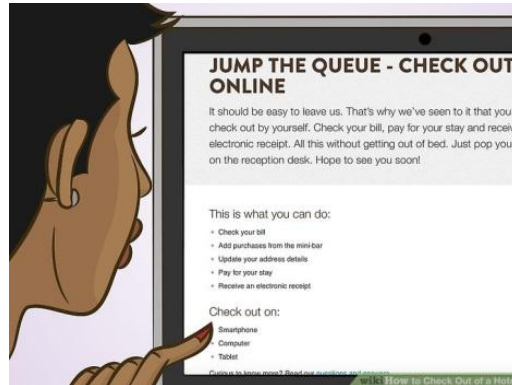 JUMP THE QUEUE - CHECK OUT
ONLINE
It should be easy to leave us. That's why we've seen to it that you
check out by yourself. Check your bill, pay for your stay and
electronic receipt. All this without getting out of bed. Just pop
on the reception desk. Hope to see you soon!
This is what you can do:
Check your bill
Add purchases from the mini-bar
Update your address details
Pay for your stay
Receive an electronic receipt
Check out on:
Smartphone
Computer
Tablet
Curious to know more? Read our questions and answers
wikiHow to Check Out of a